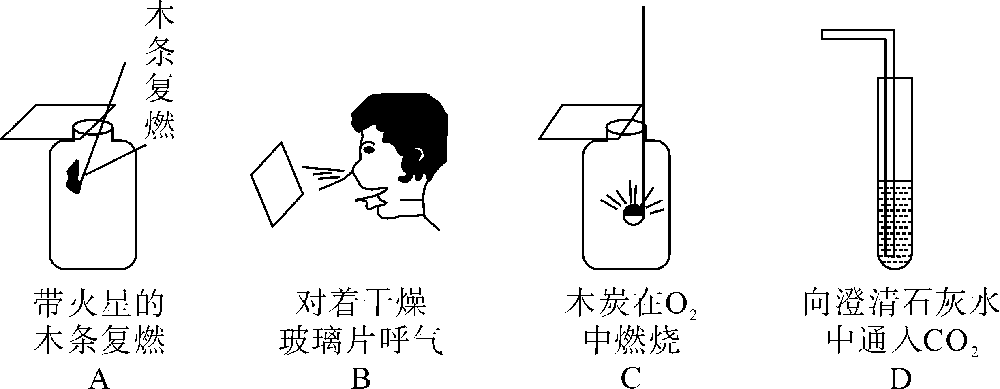 木条复燃
带火星的
木条复燃
A
对着干燥
玻璃片呼气
B
木炭在O₂
中燃烧
C
向澄清石灰水
中通入CO₂
D